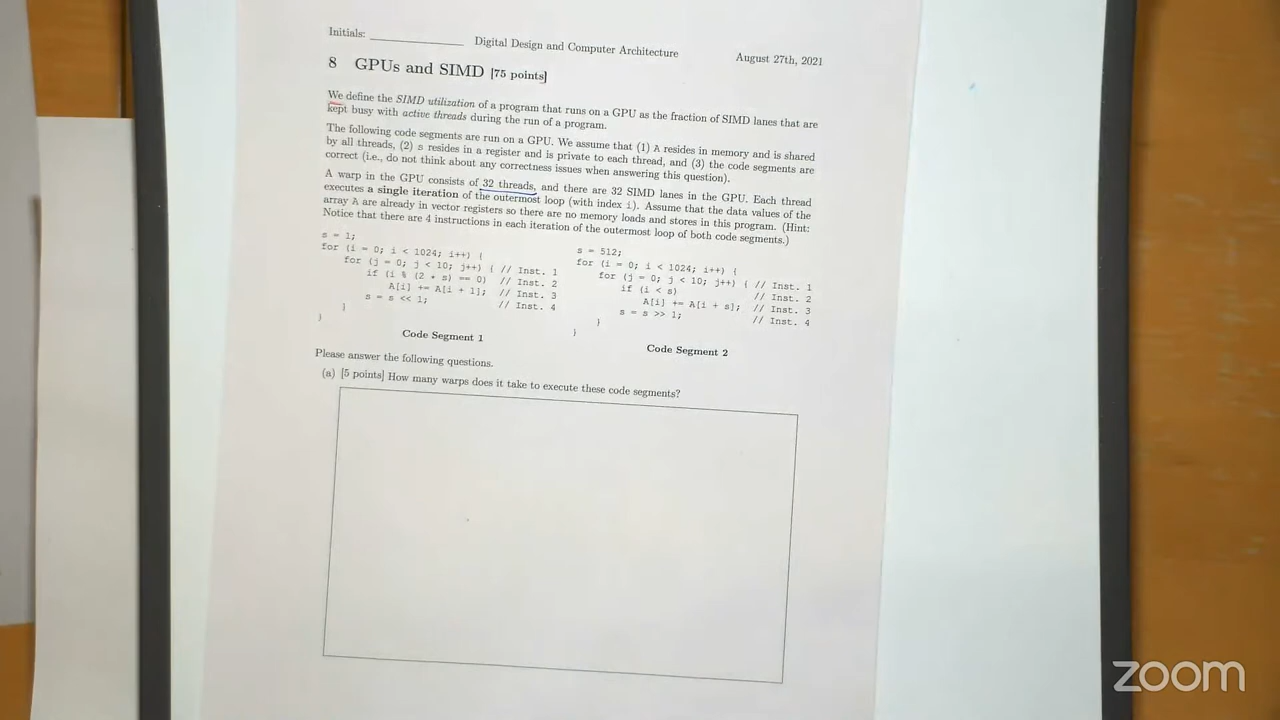 Initials: ____________ Digital Design and Computer Architecture August 27th, 2021
8 GPUs and SIMD [75 points]
We define the SIMD utilization of a program that runs on a GPU as the fraction of SIMD lanes that are
kept busy with active threads during the run of a program.
The following code segments are run on a GPU. We assume that (1) A resides in memory and is shared
by all threads, (2) s resides in a register and is private to each thread, and (3) the code segments are
correct (i.e., do not think about any correctness issues when answering this question).
A warp in the GPU consists of 32 threads, and there are 32 SIMD lanes in the GPU. Each thread
executes a single iteration of the outermost loop (with index i). Assume that the data values of the
array A are already in vector registers so there are no memory loads and stores in this program. (Hint:
Notice that there are 4 instructions in each iteration of the outermost loop of both code segments.)
s = 1;
for (i = 0; i < 1024; i++) {
for (j = 0; j < 10; j++) { // Inst. 1
if (i % (2 * s) == 0) // Inst. 2
A[i] += A[i + 1]; // Inst. 3
s = s << 1; // Inst. 4
}
}
Code Segment 1
s = 512;
for (i = 0; i < 1024; i++) {
for (j = 0; j < 10; j++) { // Inst. 1
if (i < s) // Inst. 2
A[i] += A[i + s]; // Inst. 3
s = s >> 1; // Inst. 4
}
}
Code Segment 2
Please answer the following questions.
(a) [5 points] How many warps does it take to execute these code segments?
zoom